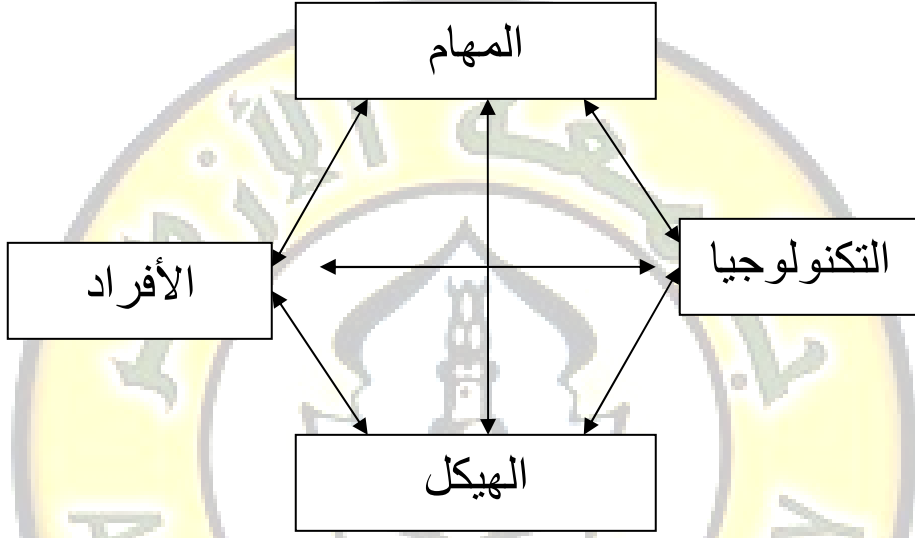 المهام
التكنولوجيا
الأفراد
الهيكل